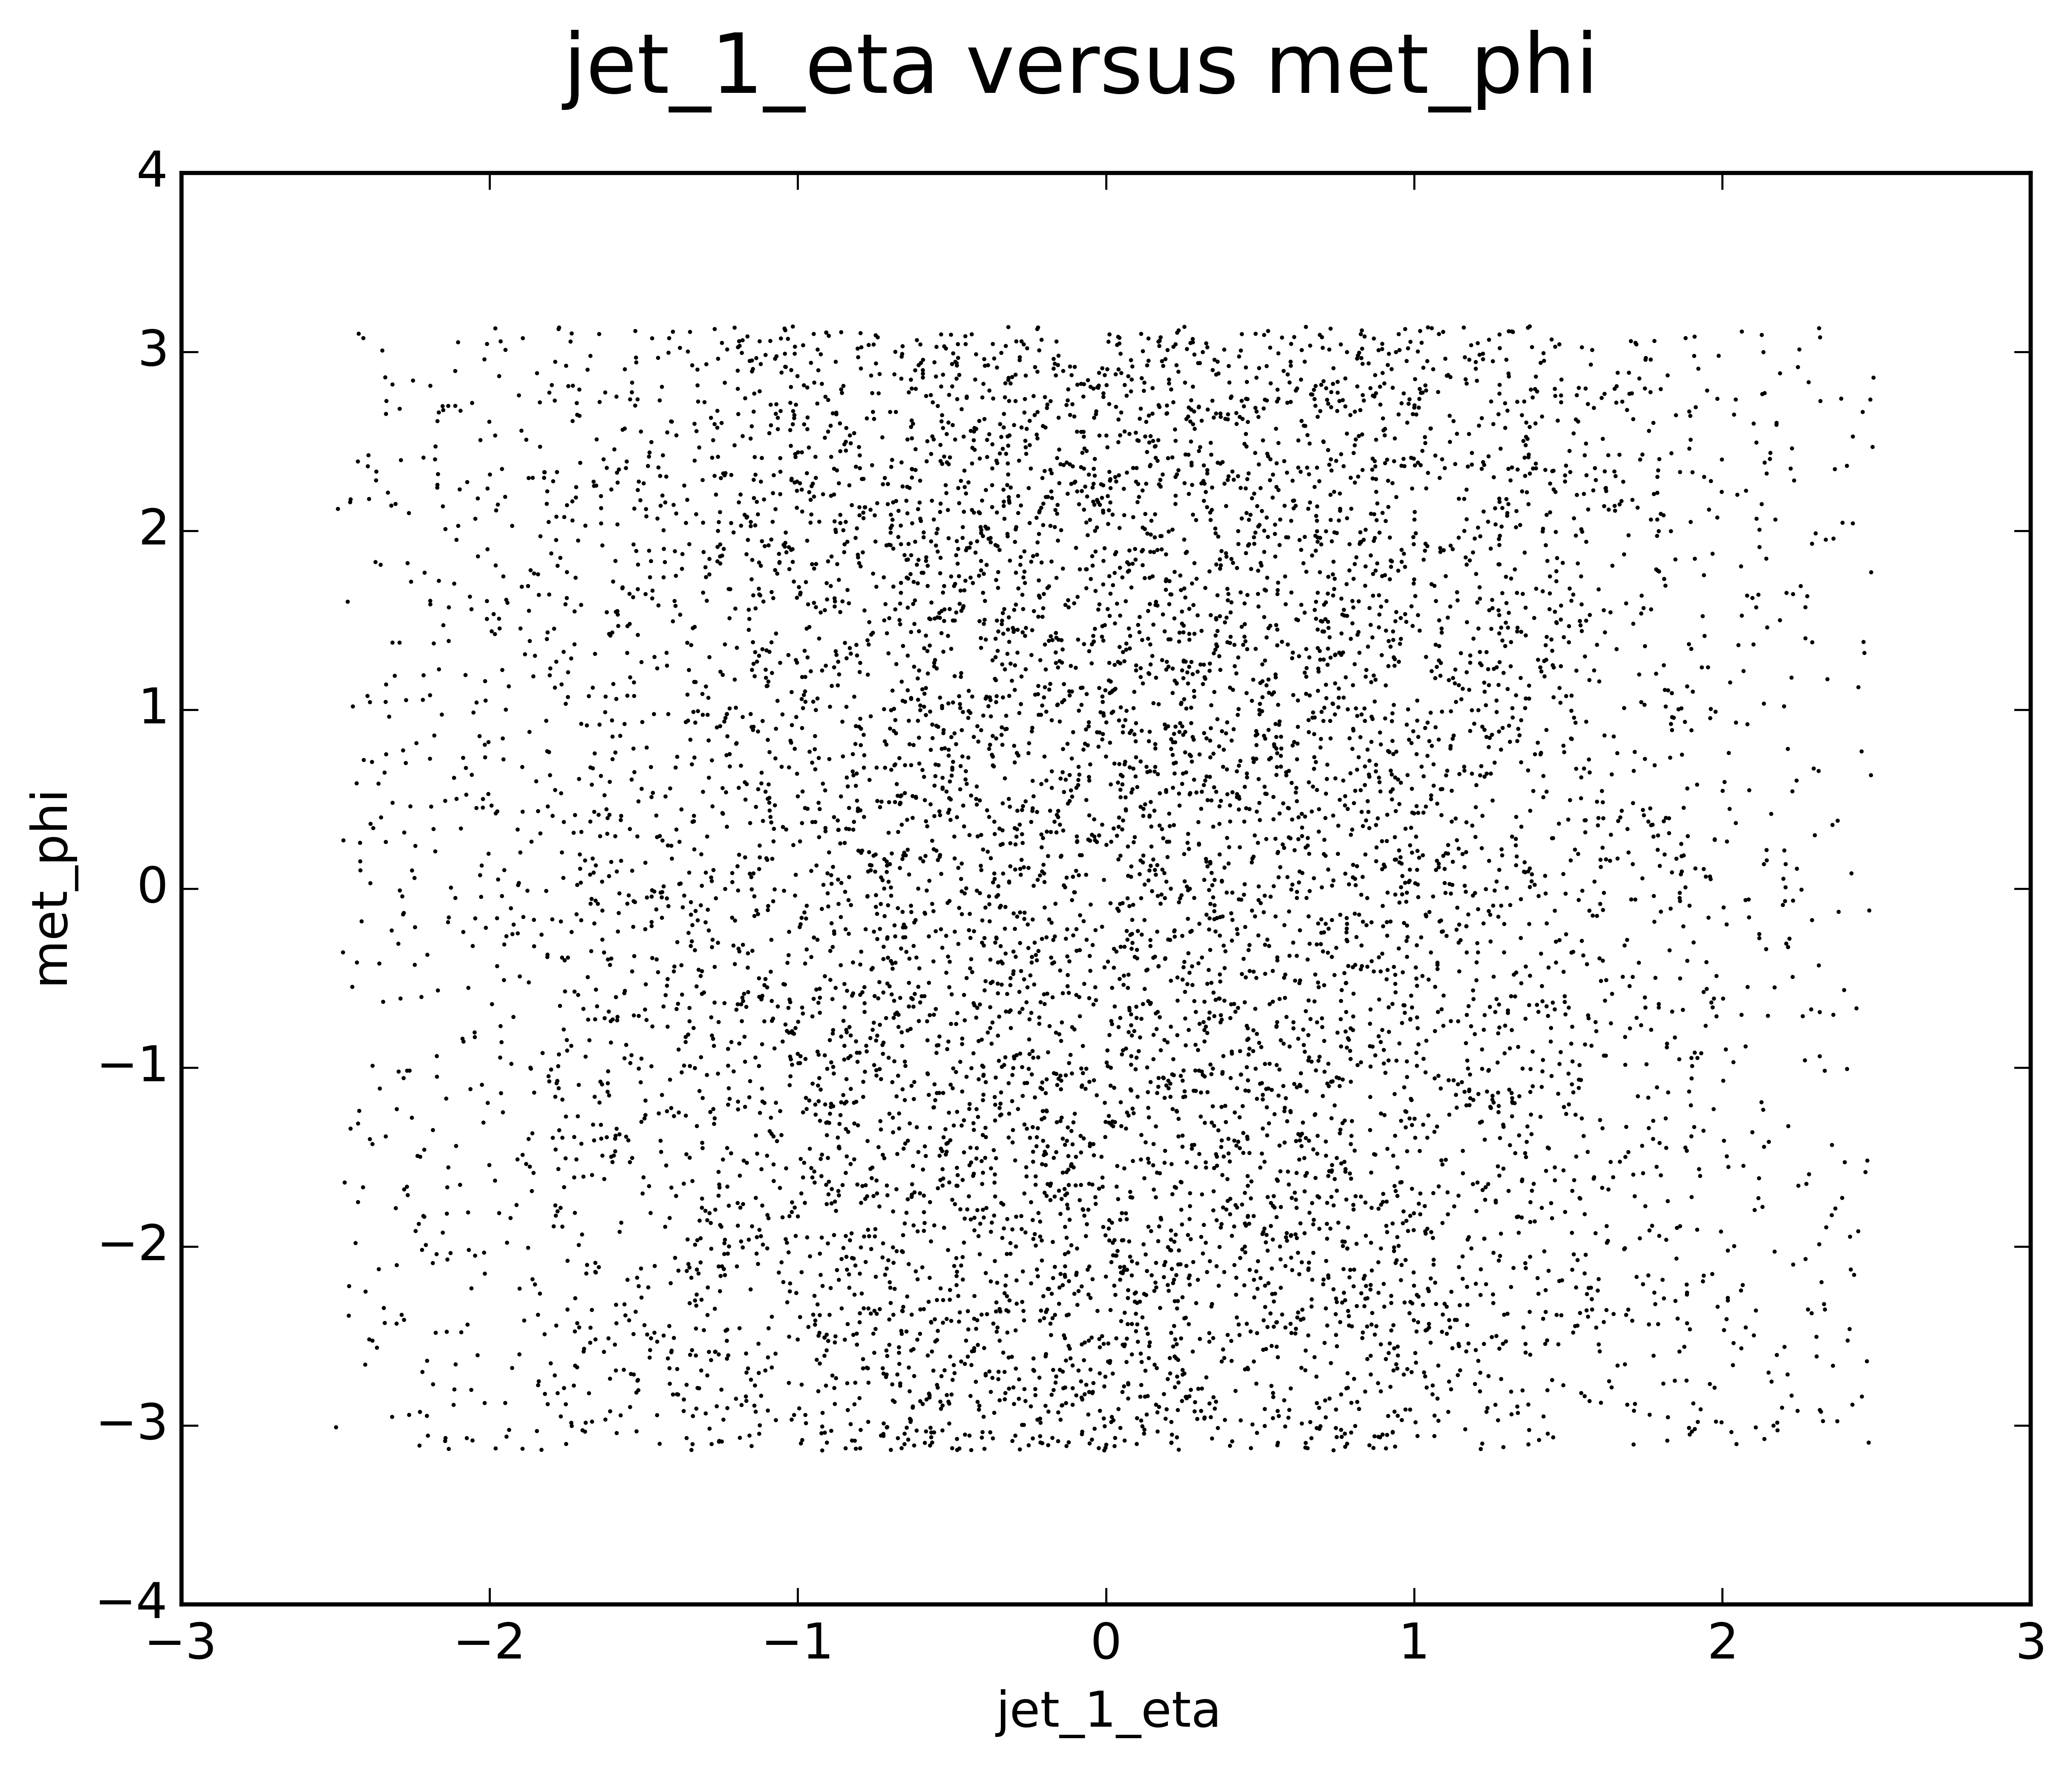 jet_1_eta versus met_phi
4
3
2
1
0
−1
−2
−3
−4
met_phi
−3 −2 −1 0 1 2 3
jet_1_eta